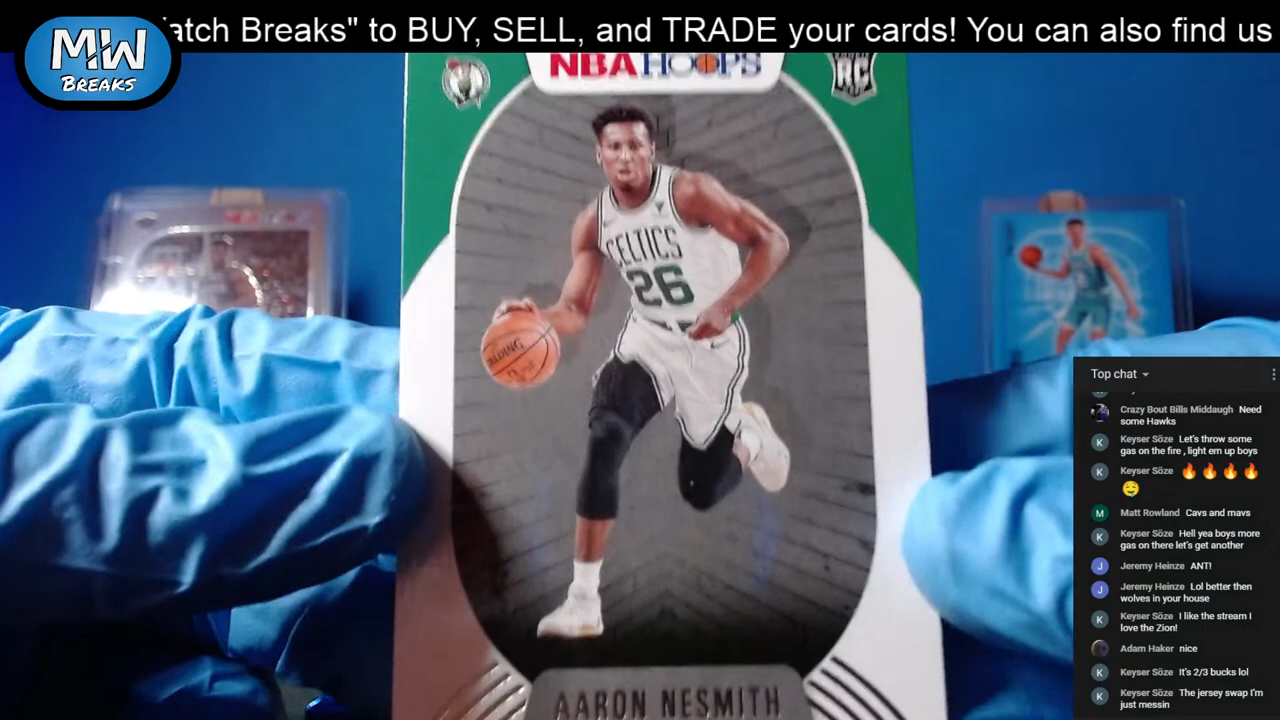 atch Breaks" to BUY, SELL, and TRADE your cards! You can also find us
MW
BREAKS
NBA HOOPS
RC
CELTICS
26
SPALDING
AARON NESMITH
Top chat
Crazy Bout Bills Middaugh Need
some Hawks
Keyser Söze Let's throw some
gas on the fire , light em up boys
Keyser Söze 🔥 🔥 🔥 🔥
🤤
Matt Rowland Cavs and mavs
Keyser Söze Hell yea boys more
gas on there let's get another
Jeremy Heinze ANT!
Jeremy Heinze Lol better then
wolves in your house
Keyser Söze I like the stream I
love the Zion!
Adam Haker nice
Keyser Söze It's 2/3 bucks lol
Keyser Söze The jersey swap I'm
just messin